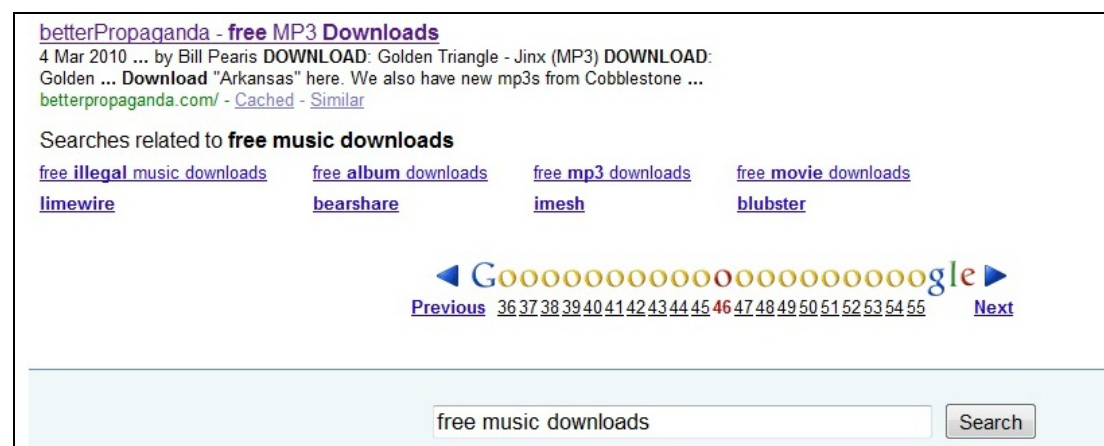 betterPropaganda - free MP3 Downloads
4 Mar 2010 ... by Bill Pearis DOWNLOAD: Golden Triangle - Jinx (MP3) DOWNLOAD:
Golden ... Download "Arkansas" here. We also have new mp3s from Cobblestone ...
betterpropaganda.com/ - Cached - Similar
Searches related to free music downloads
free illegal music downloads free album downloads free mp3 downloads free movie downloads
limewire bearshare imesh blubster
Goooooooooooooooooooogle
Previous 36 37 38 39 40 41 42 43 44 45 46 47 48 49 50 51 52 53 54 55 Next
free music downloads Search